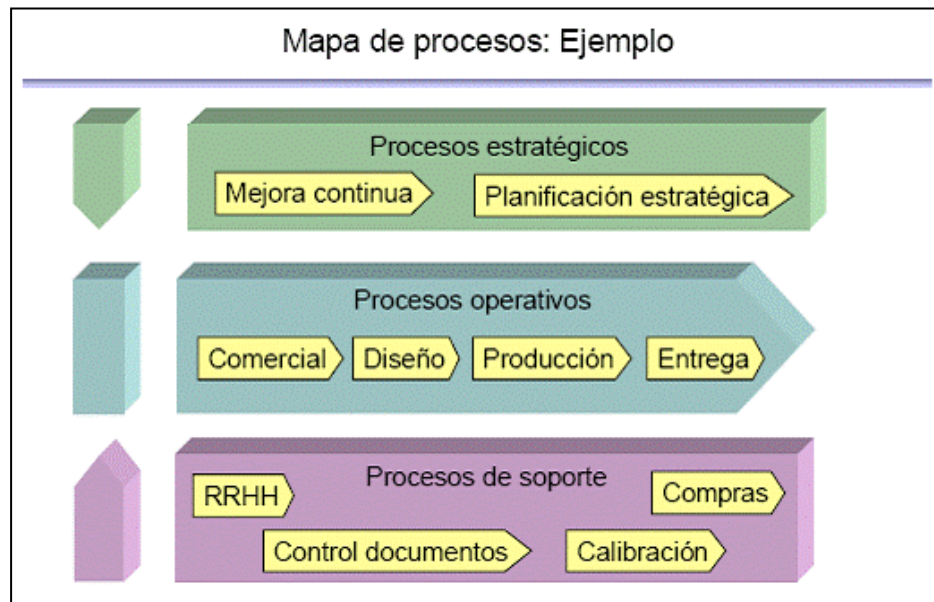 Mapa de procesos: Ejemplo
Procesos estratégicos
Mejora continua
Planificación estratégica
Procesos operativos
Comercial
Diseño
Producción
Entrega
Procesos de soporte
RRHH
Compras
Control documentos
Calibración